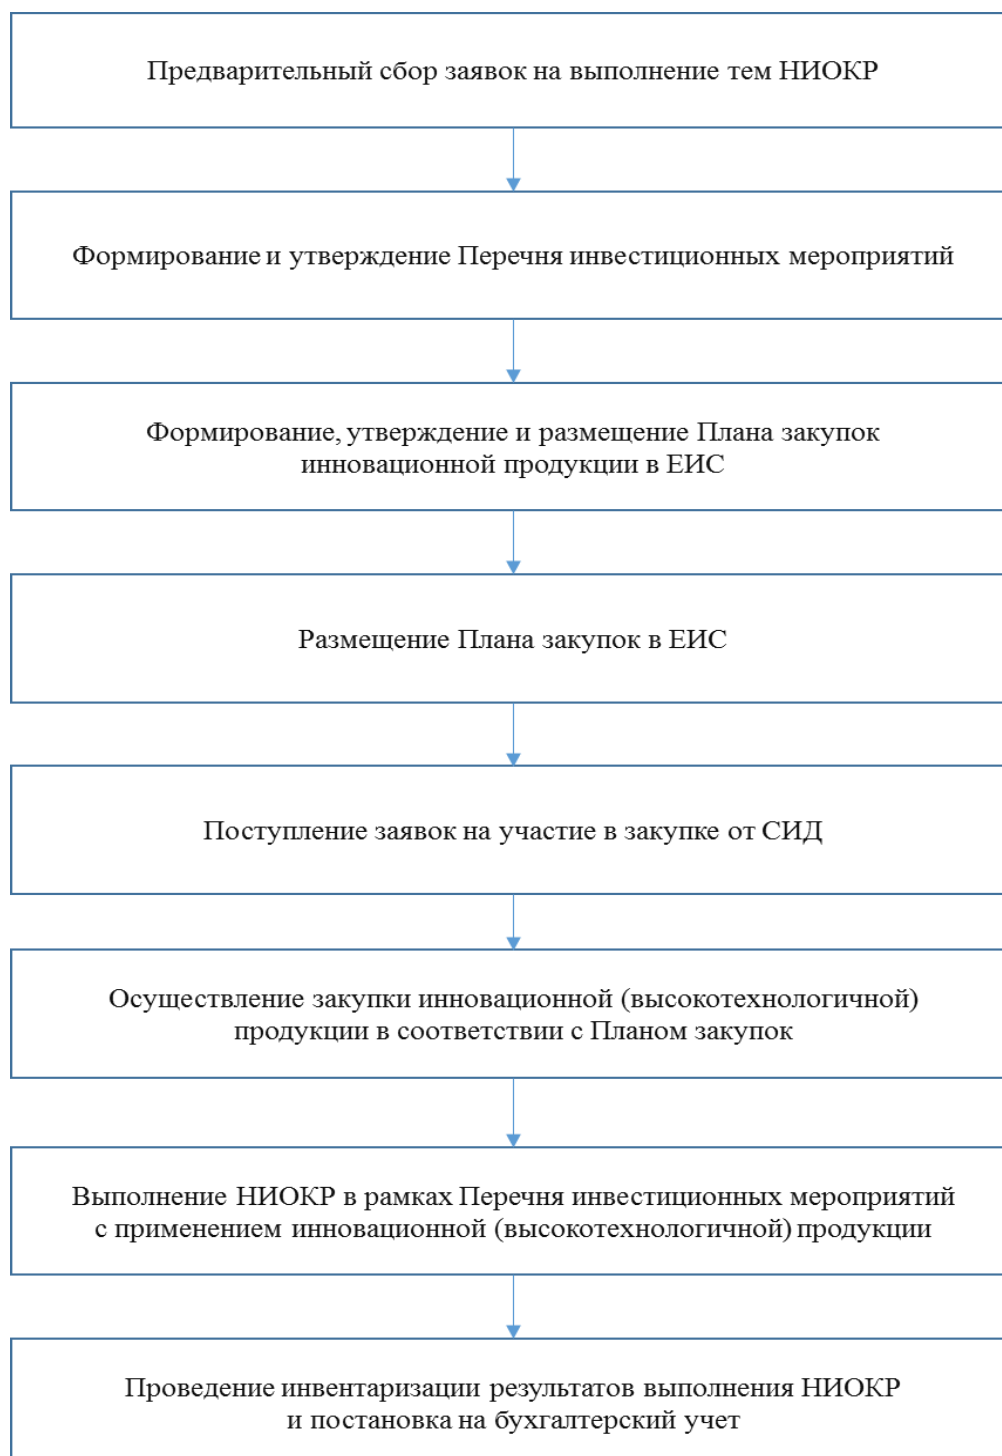 Предварительный сбор заявок на выполнение тем НИОКР
Формирование и утверждение Перечня инвестиционных мероприятий
Формирование, утверждение и размещение Плана закупок
инновационной продукции в ЕИС
Размещение Плана закупок в ЕИС
Поступление заявок на участие в закупке от СИД
Осуществление закупки инновационной (высокотехнологичной)
продукции в соответствии с Планом закупок
Выполнение НИОКР в рамках Перечня инвестиционных мероприятий
с применением инновационной (высокотехнологичной) продукции
Проведение инвентаризации результатов выполнения НИОКР
и постановка на бухгалтерский учет